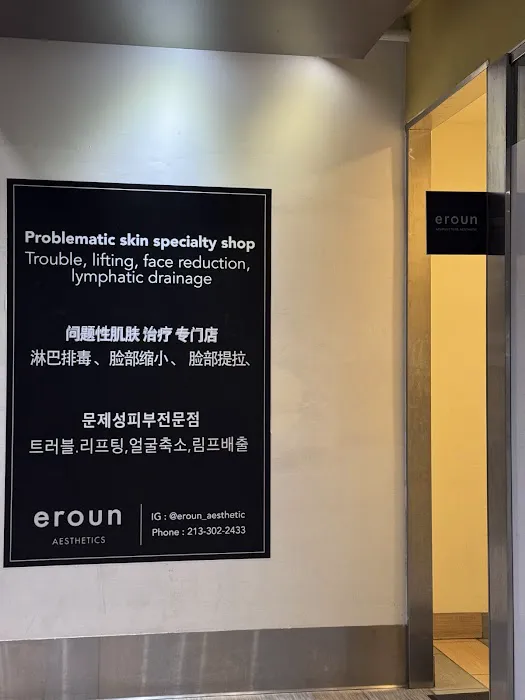 Problematic skin specialty shop
Trouble, lifting, face reduction,
lymphatic drainage
问题性肌肤 治疗 专门店
淋巴排毒、脸部缩小、 脸部提拉、
문제성피부전문점
트러블.리프팅,얼굴축소,림프배출
eroun
AESTHETICS
IG : @eroun_aesthetic
Phone : 213-302-2433
eroun